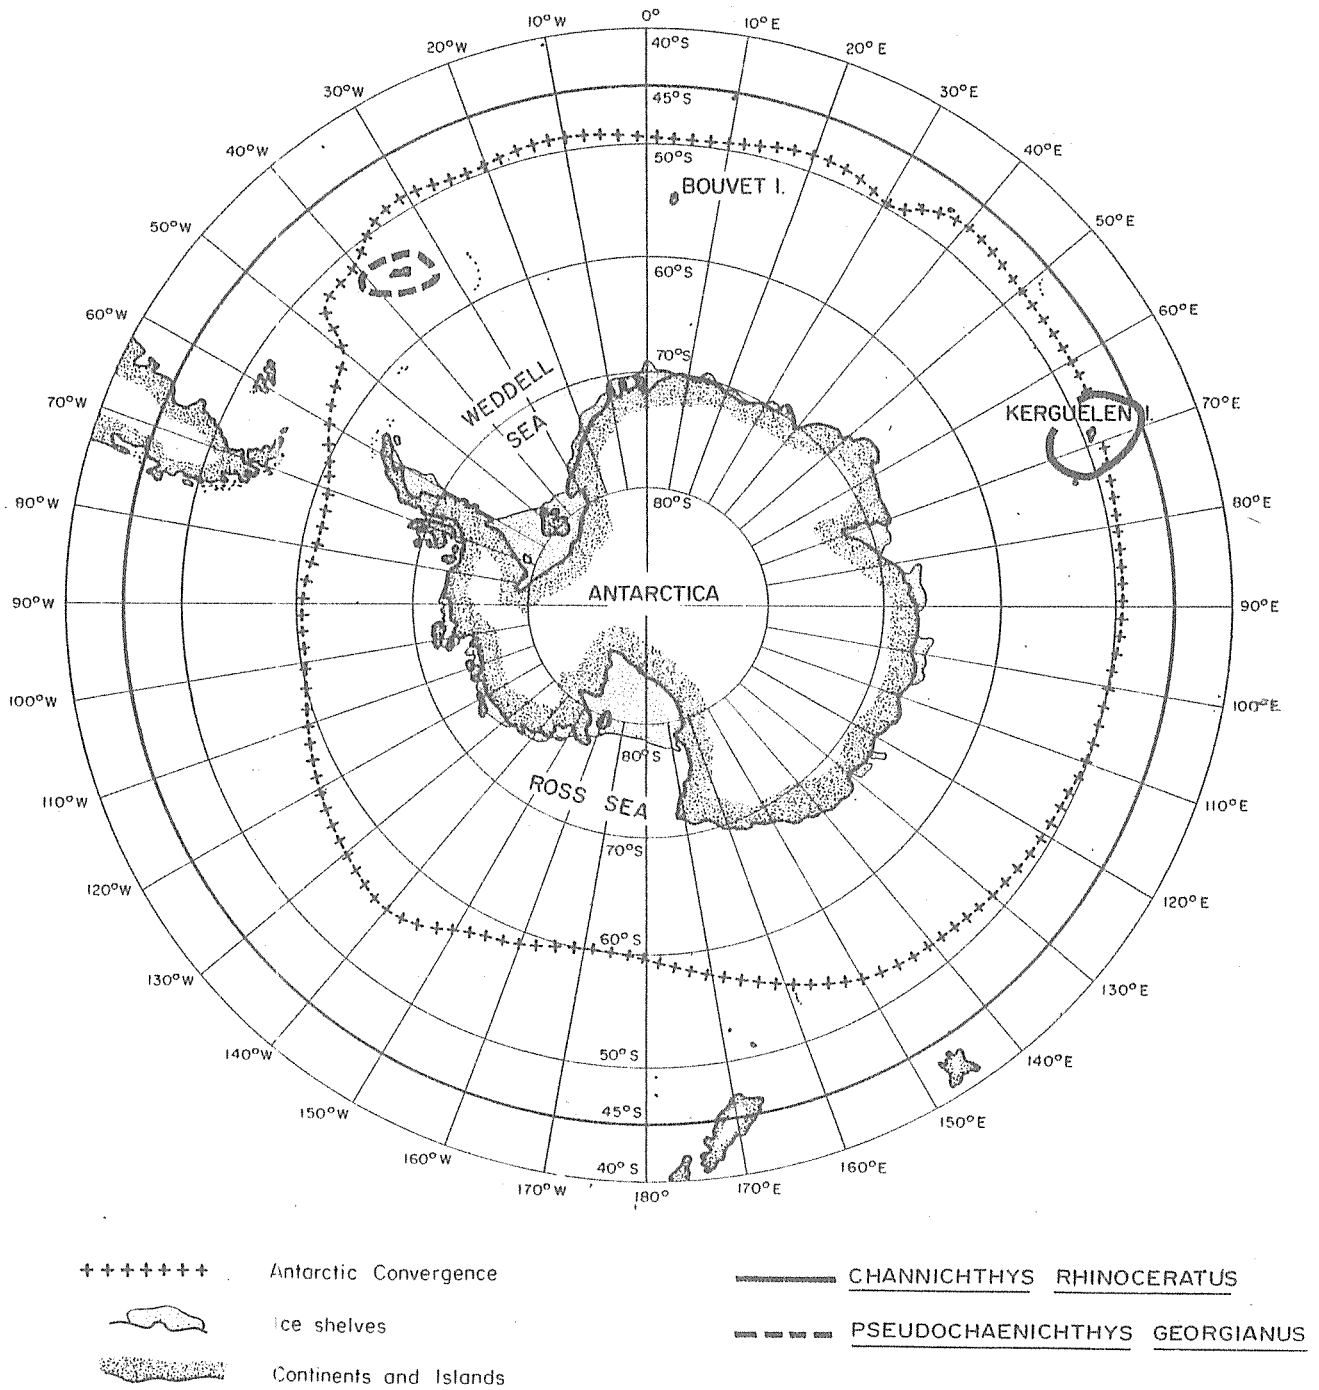 0°
10°W
10°E
20°W
40°S
20°E
30°W
45°S
30°E
40°W
50°S
40°E
BOUVET I.
50°W
50°E
60°S
60°W
60°E
70°S
WEDDELL
SEA
70°W
KERGUELEN I.
70°E
80°W
80°S
80°E
ANTARCTICA
90°W
90°E
100°W
100°E
80°S
ROSS SEA
110°W
110°E
70°S
120°W
120°E
60°S
130°W
130°E
50°S
140°W
140°E
45°S
150°W
150°E
40°S
160°W
160°E
170°W
180°
170°E
Antarctic Convergence
Ice shelves
Continents and Islands
CHANNICHTHYS RHINOCERATUS
PSEUDOCHAENICHTHYS GEORGIANUS